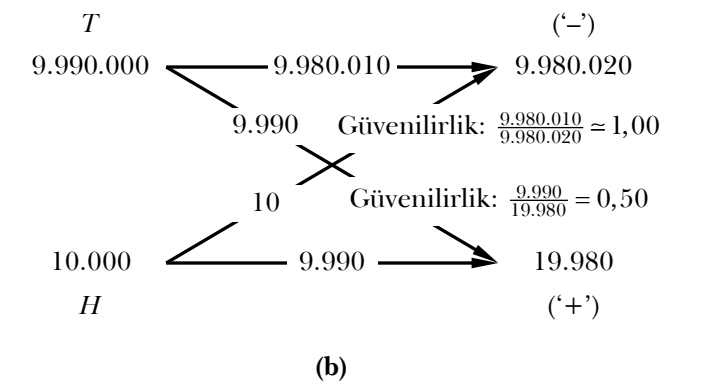 T (‘–’)
9.990.000 9.980.010 9.980.020
9.990 Güvenilirlik: 9.980.010/9.980.020 ≃ 1,00
10 Güvenilirlik: 9.990/19.980 = 0,50
10.000 9.990 19.980
H (‘+’)
(b)